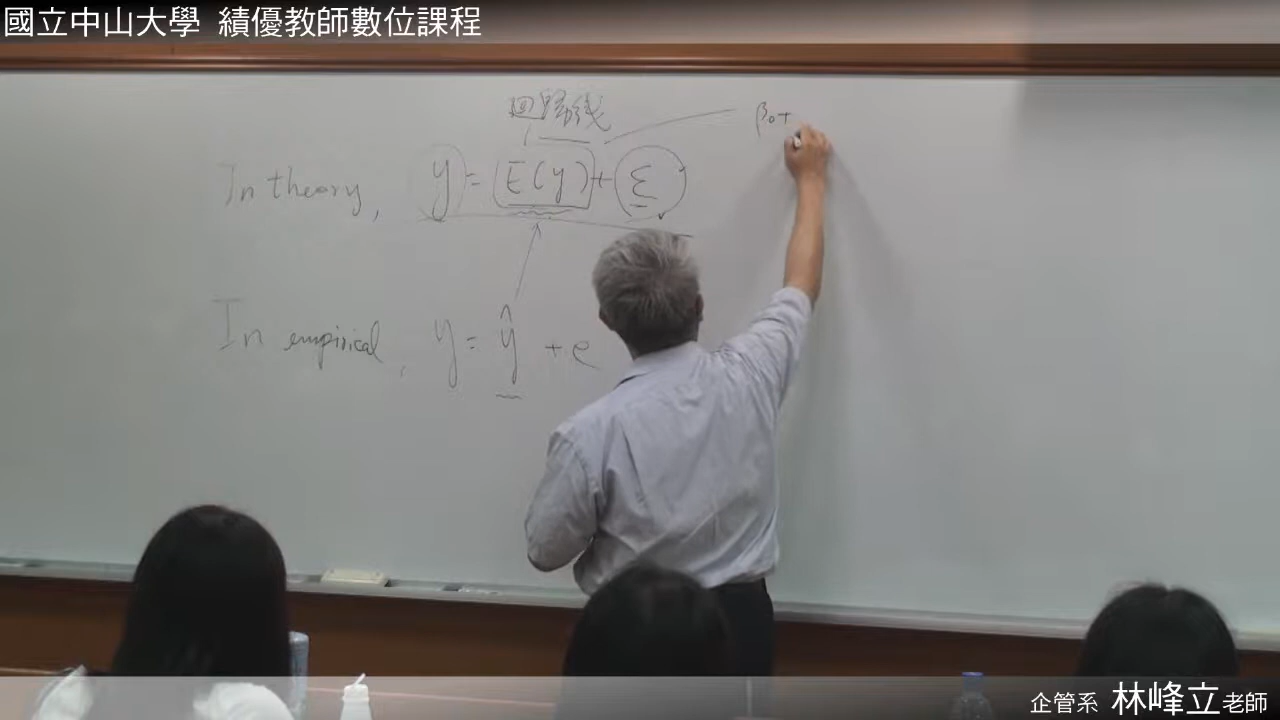 國立中山大學 績優教師數位課程
迴歸線
β₀+
In theory, y = E(y) + ε
In empirical, y = ŷ + e
企管系 林峰立老師